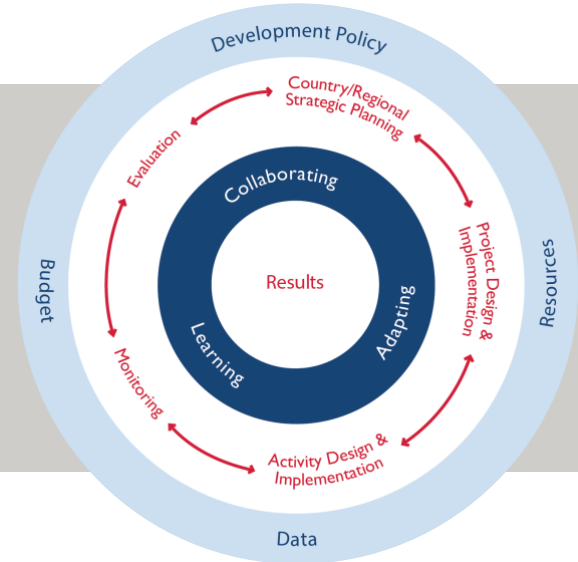 Development Policy
Country/Regional
Strategic Planning
Evaluation
Collaborating
Budget
Results
Project Design &
Implementation
Resources
Adapting
Learning
Monitoring
Activity Design &
Implementation
Data